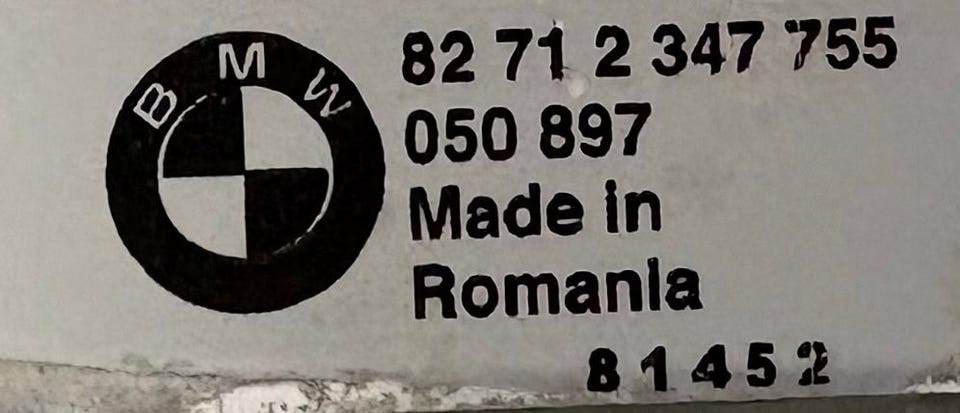 BMW
82 71 2 347 755
050 897
Made in
Romania
81452